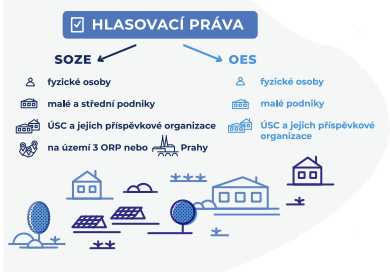 HLASOVACÍ PRÁVA
SOZE
fyzické osoby
malé a střední podniky
ÚSC a jejich příspěvkové organizace
na území 3 ORP nebo Prahy
OES
fyzické osoby
malé podniky
ÚSC a jejich příspěvkové
organizace